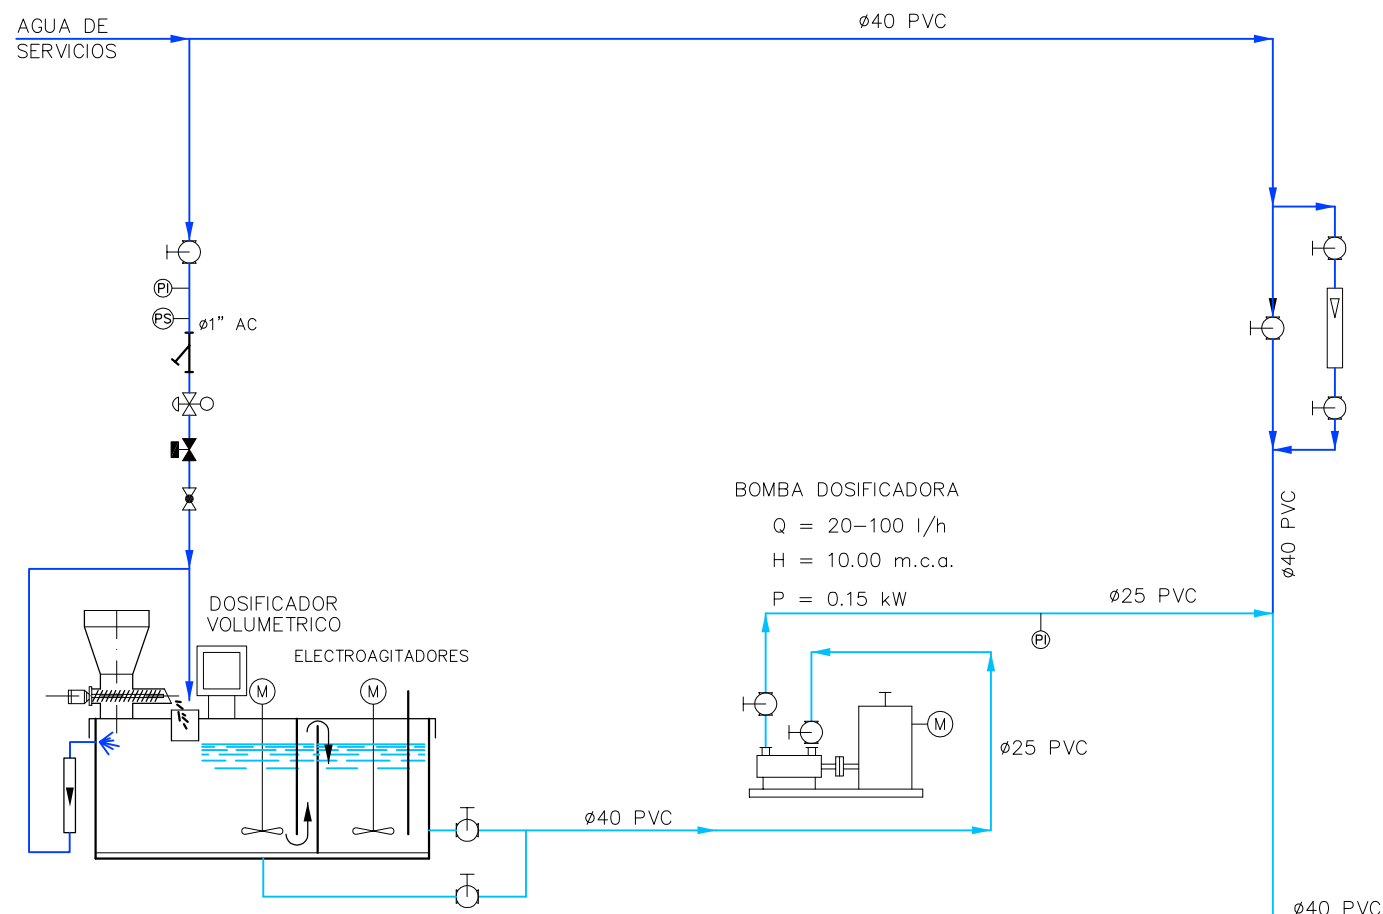 AGUA DE
SERVICIOS
ø40 PVC
PI
PS
ø1" AC
BOMBA DOSIFICADORA
Q = 20-100 l/h
H = 10.00 m.c.a.
P = 0.15 kW
ø40 PVC
ø25 PVC
PI
DOSIFICADOR
VOLUMETRICO
ELECTROAGITADORES
M
M
M
ø25 PVC
ø40 PVC
ø40 PVC